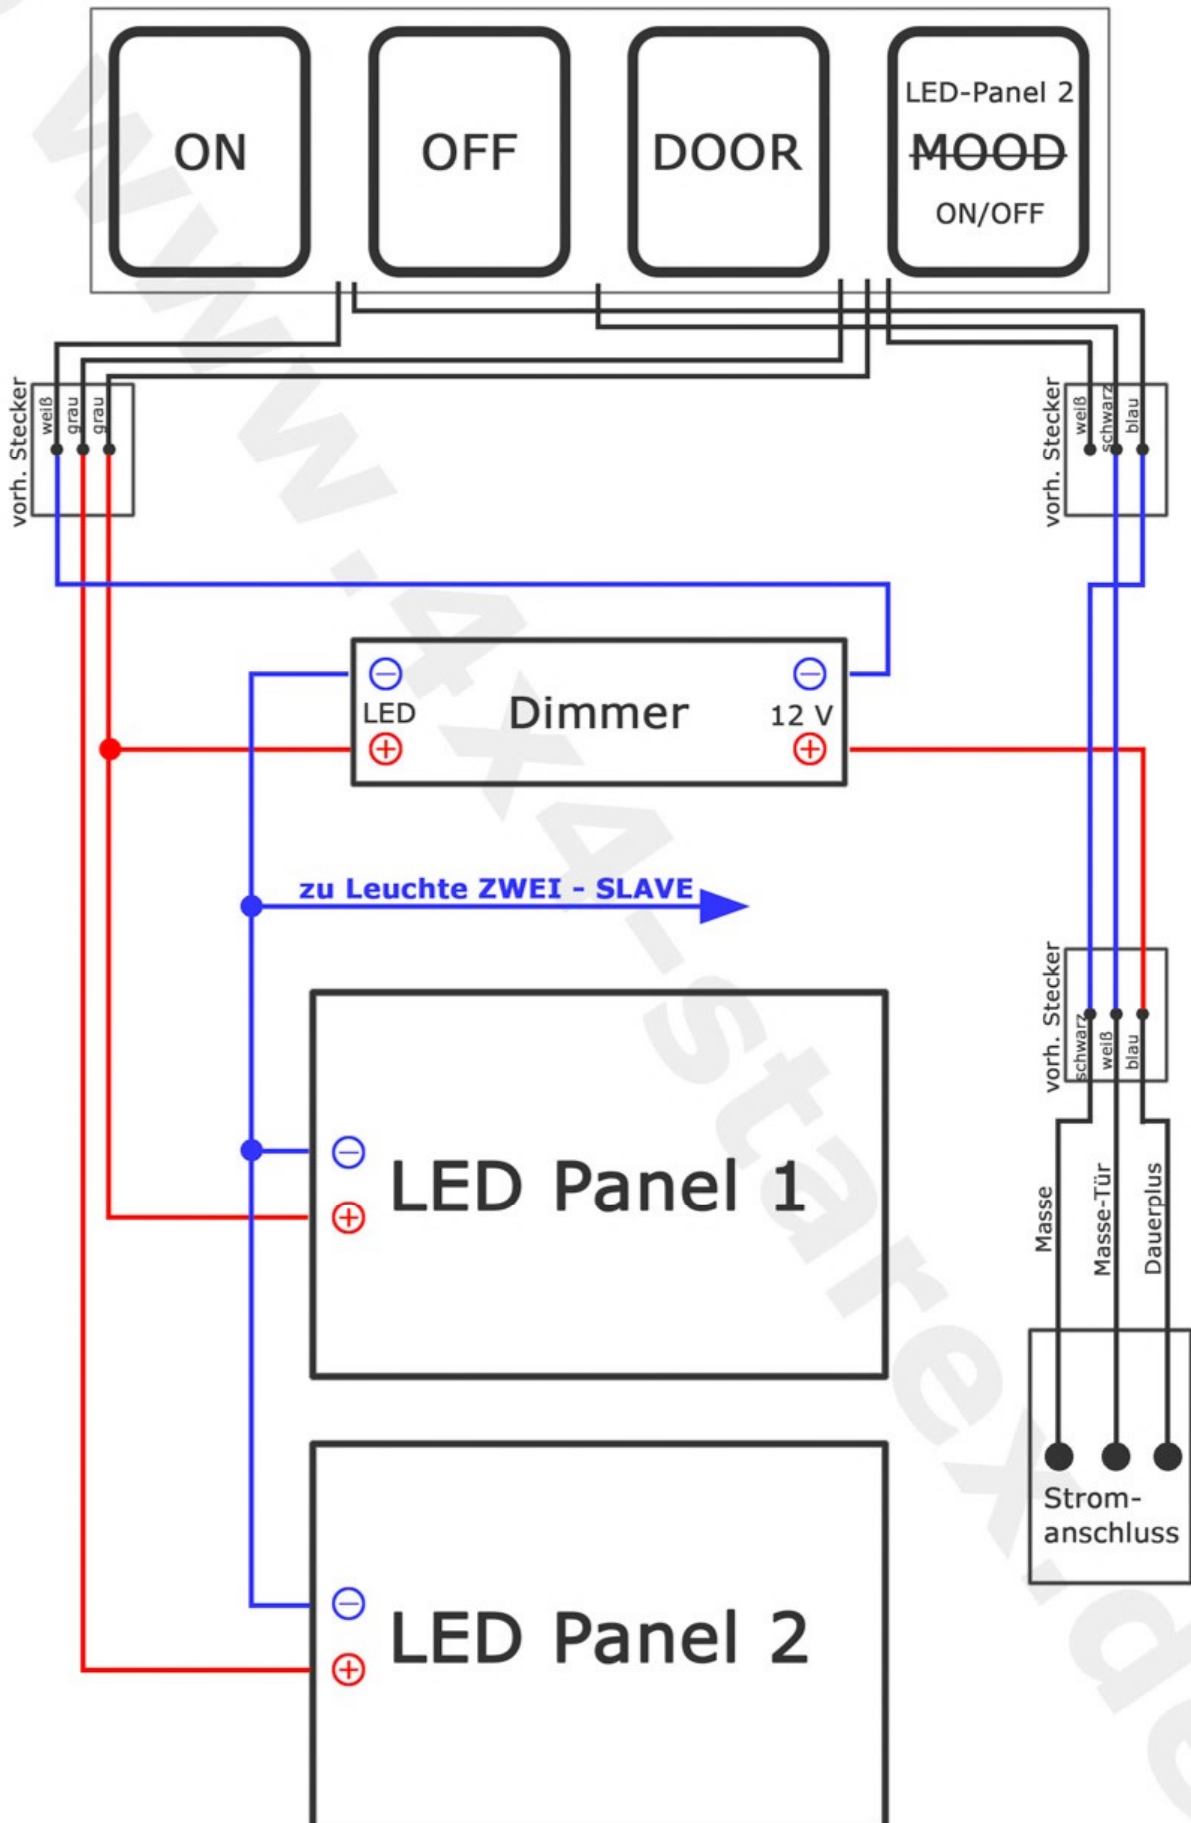 ON
OFF
DOOR
LED-Panel 2
MOOD
ON/OFF
vorh. Stecker
weiß
grau
grau
vorh. Stecker
weiß
schwarz
blau
LED
Dimmer
12 V
zu Leuchte ZWEI - SLAVE
vorh. Stecker
schwarz
weiß
blau
LED Panel 1
Masse
Masse-Tür
Dauerplus
Strom-
anschluss
LED Panel 2
www.4x4-starex.de